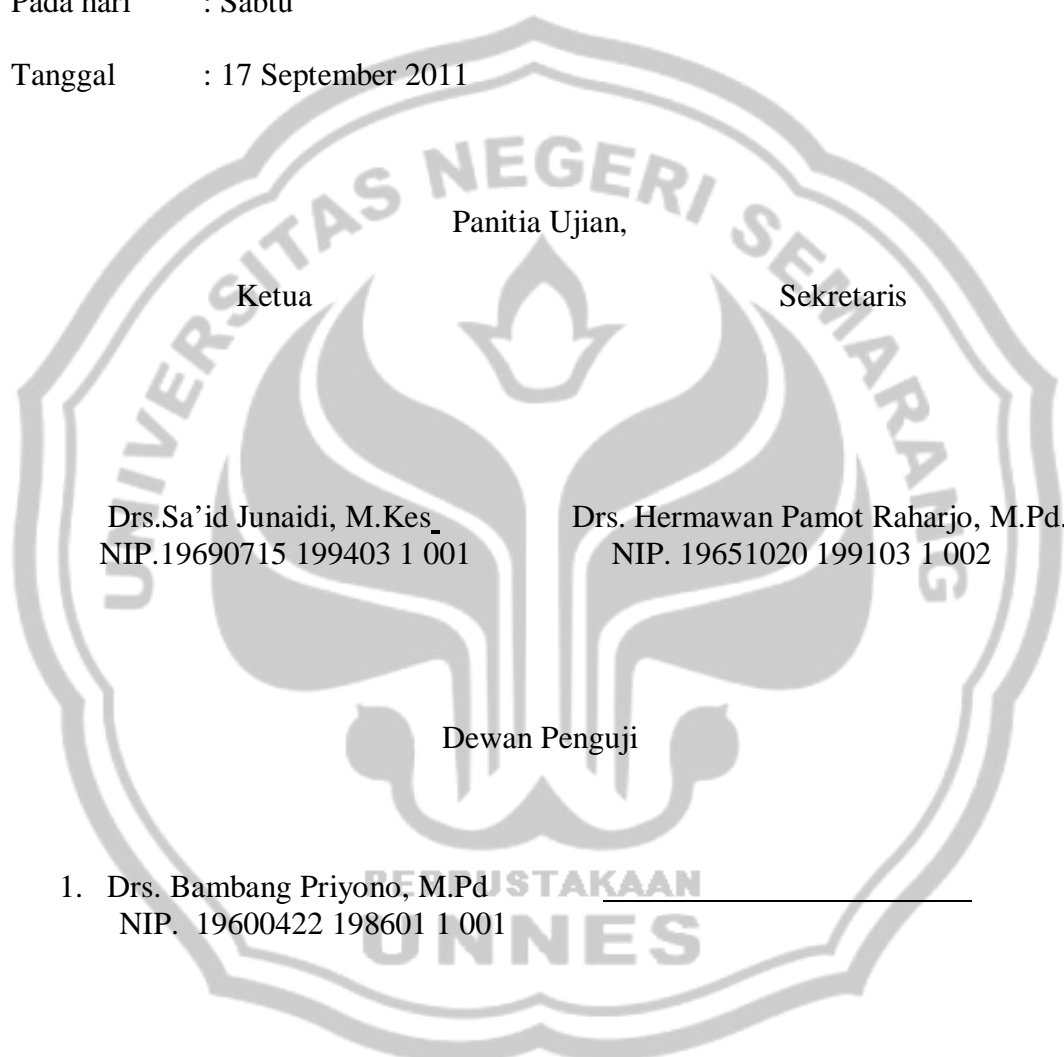 Pada hari : Sabtu
Tanggal : 17 September 2011
UNIVERSITAS NEGERI SEMARANG
Panitia Ujian,
Ketua Sekretaris
Drs.Sa’id Junaidi, M.Kes Drs. Hermawan Pamot Raharjo, M.Pd.
NIP.19690715 199403 1 001 NIP. 19651020 199103 1 002
Dewan Penguji
1. Drs. Bambang Priyono, M.Pd
NIP. 19600422 198601 1 001
PERPUSTAKAAN
UNNES